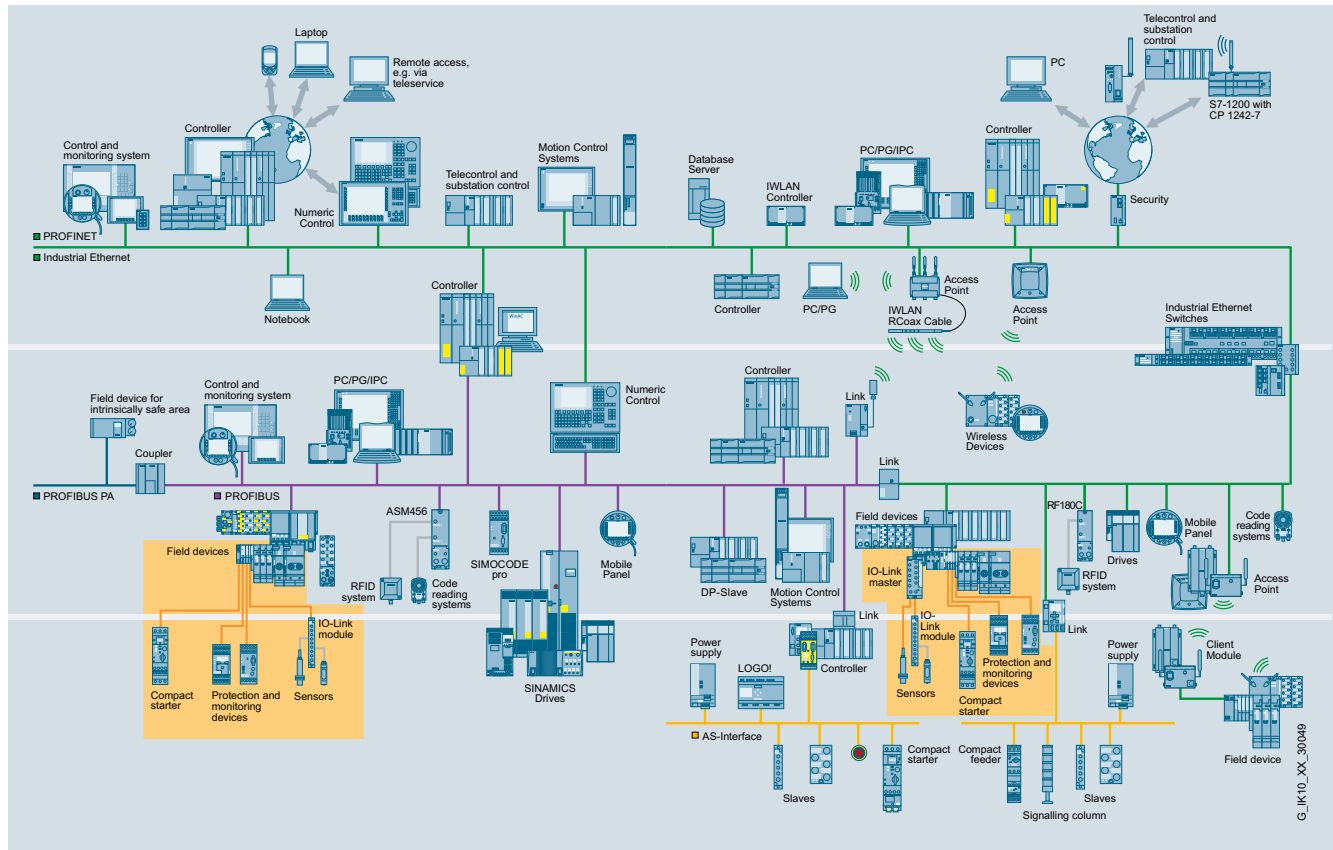 Laptop
Remote access,
e.g. via
teleservice
Telecontrol and
substation
control
PC
S7-1200 with
CP 1242-7
Control and
monitoring system
Controller
Numeric
Control
Telecontrol and
substation control
Motion Control
Systems
Database
Server
IWLAN
Controller
PC/PG/IPC
Controller
Security
PROFINET
Industrial Ethernet
Notebook
Controller
WinAC
Controller
PC/PG
Access
Point
IWLAN
RCoax Cable
Access
Point
Industrial Ethernet
Switches
Field device for
intrinsically safe area
Control and
monitoring system
PC/PG/IPC
Numeric
Control
Controller
Link
Wireless
Devices
Coupler
Link
PROFIBUS PA
PROFIBUS
Field devices
ASM456
RFID
system
Code
reading
systems
SIMOCODE
pro
Mobile
Panel
DP-Slave
Motion Control
Systems
Field devices
IO-Link
master
RF180C
RFID
system
Drives
Mobile
Panel
Code
reading
systems
Access
Point
Compact
starter
Protection and
monitoring
devices
IO-Link
module
Sensors
SINAMICS
Drives
Link
Controller
IO-
Link
module
Sensors
Compact
starter
Protection and
monitoring
devices
Link
Power
supply
LOGO!
Power
supply
Client
Module
Field device
AS-Interface
Slaves
Compact
starter
Compact
feeder
Signalling column
Slaves
G_IK10_XX_30049